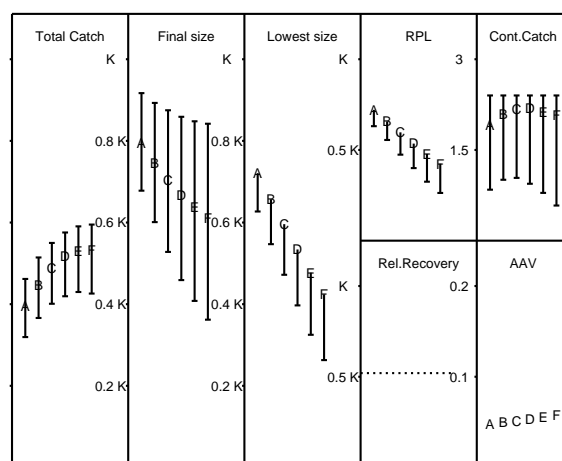 Total Catch Final size Lowest size RPL Cont.Catch
K K K 3
0.8 K 0.8 K 0.5 K 1.5
A B C D E F
A B C D E F
A B C D E F
A B C D E F
A B C D E F
0.6 K 0.6 K
Rel.Recovery AAV
K 0.2
0.4 K 0.4 K
0.2 K 0.2 K 0.5 K 0.1
A B C D E F